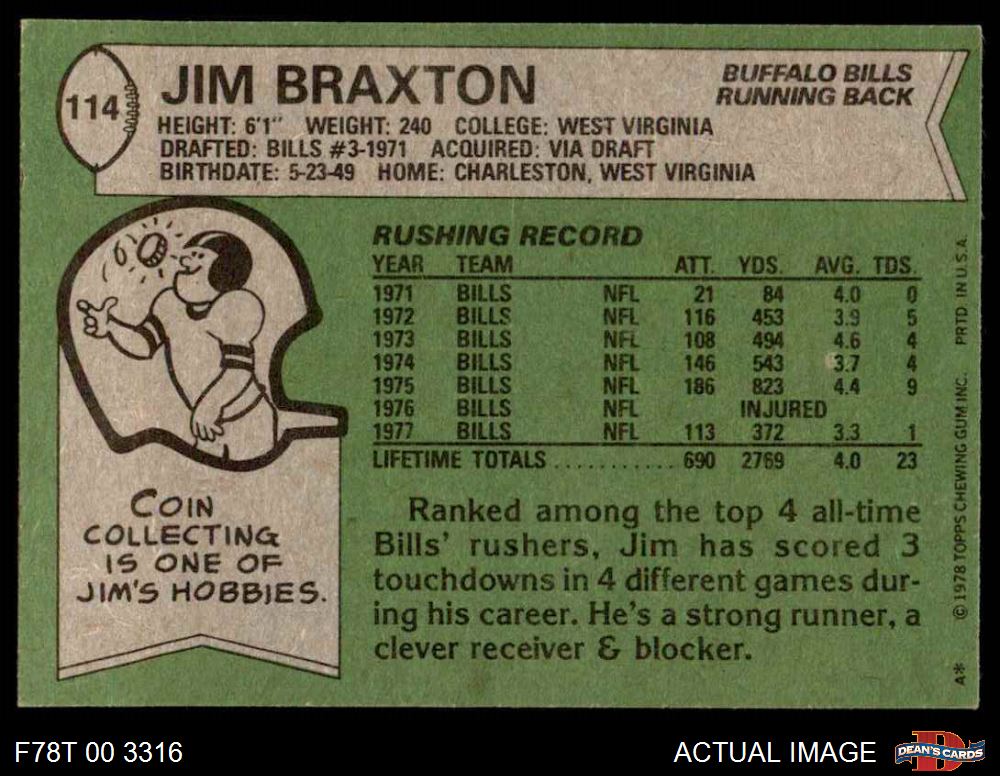 114
JIM BRAXTON
BUFFALO BILLS
RUNNING BACK
HEIGHT: 6'1" WEIGHT: 240 COLLEGE: WEST VIRGINIA
DRAFTED: BILLS #3-1971 ACQUIRED: VIA DRAFT
BIRTHDATE: 5-23-49 HOME: CHARLESTON, WEST VIRGINIA
RUSHING RECORD
YEAR TEAM ATT. YDS. AVG. TDS.
1971 BILLS NFL 21 84 4.0 0
1972 BILLS NFL 116 453 3.9 5
1973 BILLS NFL 108 494 4.6 4
1974 BILLS NFL 146 543 3.7 4
1975 BILLS NFL 186 823 4.4 9
1976 BILLS NFL INJURED
1977 BILLS NFL 113 372 3.3 1
LIFETIME TOTALS ........... 690 2769 4.0 23
COIN
COLLECTING
IS ONE OF
JIM'S HOBBIES.
Ranked among the top 4 all-time
Bills' rushers, Jim has scored 3
touchdowns in 4 different games dur-
ing his career. He's a strong runner, a
clever receiver & blocker.
A* © 1978 TOPPS CHEWING GUM INC. PRTD. IN U.S.A.
F78T 00 3316
ACTUAL IMAGE
D
DEAN'S CARDS